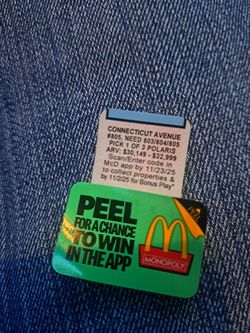 CONNECTICUT AVENUE
#805, NEED 803/804/805
PICK 1 OF 3 POLARIS
ARV: $30,149 - $32,999
Scan/Enter code in
McD app by 11/23/25
to collect properties &
by 11/2/25 for Bonus Play*
PEEL
FOR A CHANCE
TO WIN
IN THE APP
MONOPOLY